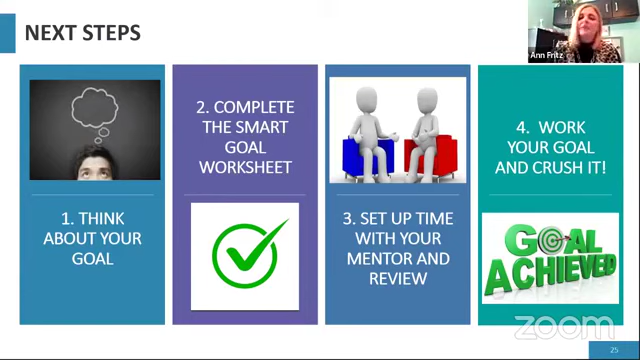 NEXT STEPS
Ann Fritz
1. THINK
ABOUT YOUR
GOAL
2. COMPLETE
THE SMART
GOAL
WORKSHEET
3. SET UP TIME
WITH YOUR
MENTOR AND
REVIEW
4. WORK
YOUR GOAL
AND CRUSH IT!
GOAL
ACHIEVED
zoom
25